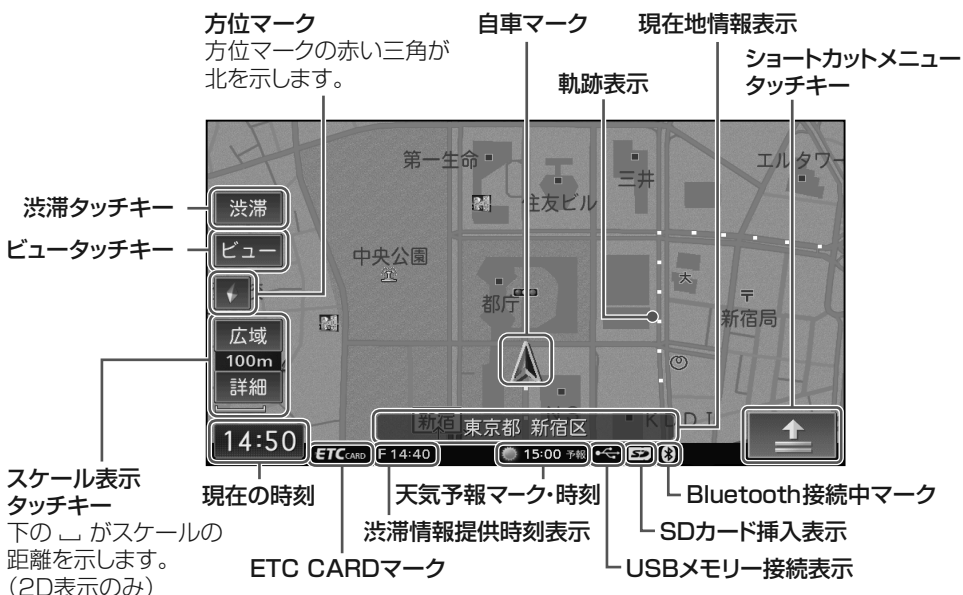 方位マーク
方位マークの赤い三角が
北を示します。
自車マーク
現在地情報表示
軌跡表示
ショートカットメニュー
タッチキー
渋滞タッチキー
ビュータッチキー
渋滞
ビュー
広域
100m
詳細
14:50
第一生命
住友ビル
三井
エルタワー
中央公園
都庁
大
〒
新宿局
KDDI
新宿
東京都 新宿区
ETC CARD
F 14:40
15:00 予報
スケール表示
タッチキー
下の ⎵ がスケールの
距離を示します。
(2D表示のみ)
現在の時刻
天気予報マーク・時刻
Bluetooth接続中マーク
渋滞情報提供時刻表示
SDカード挿入表示
ETC CARDマーク
USBメモリー接続表示